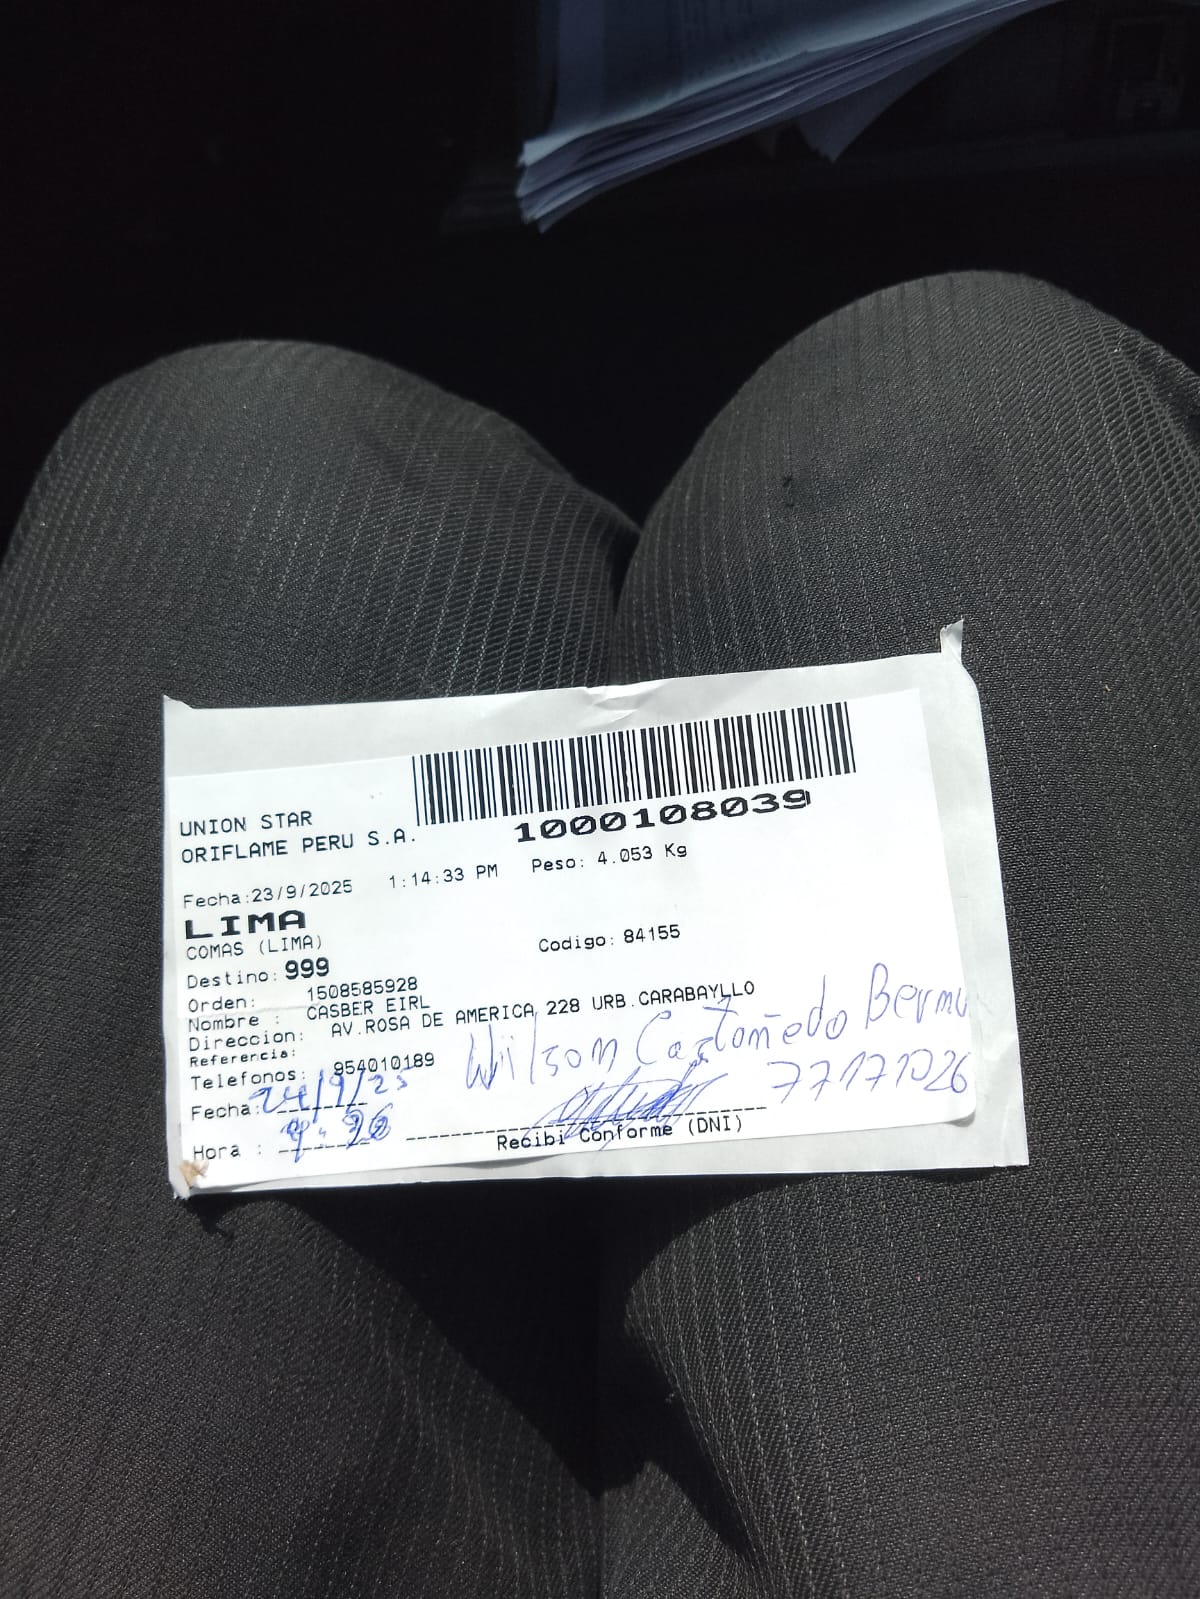 1000108039
UNION STAR
ORIFLAME PERU S.A.
Fecha:23/9/2025 1:14:33 PM Peso: 4.053 Kg
LIMA
COMAS (LIMA) Codigo: 84155
Destino: 999
Orden: 1508585928
Nombre : CASBER EIRL
Direccion: AV.ROSA DE AMERICA 228 URB.CARABAYLLO
Referencia:
Telefonos: 954010189
Wilson Castañedo Bermu
77171026
Fecha: 24/9/25
Hora :
Recibi Conforme (DNI)